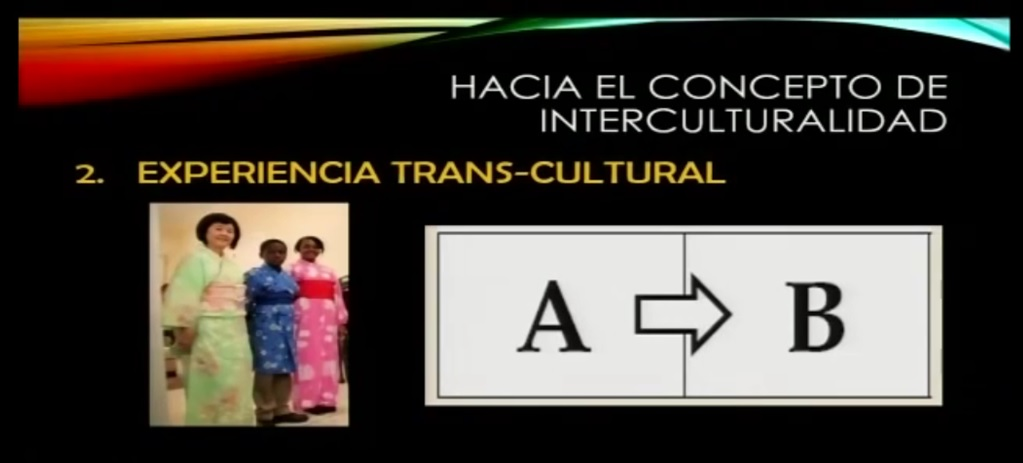 HACIA EL CONCEPTO DE
INTERCULTURALIDAD
2. EXPERIENCIA TRANS-CULTURAL
A B